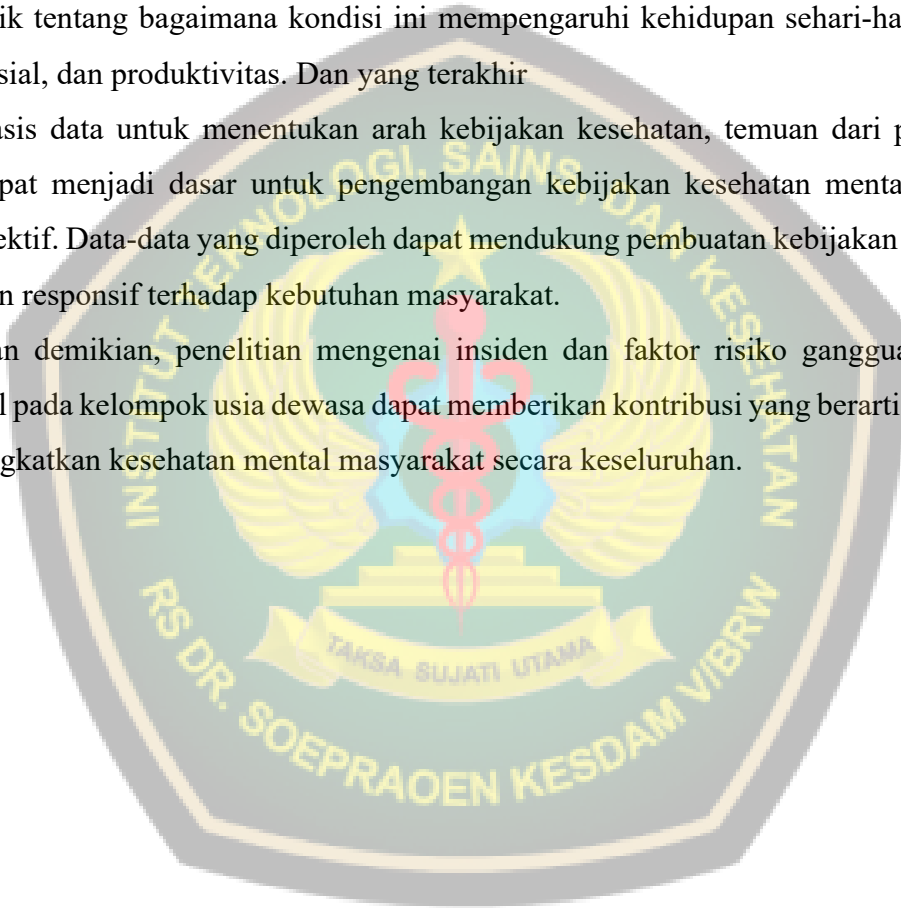 ik tentang bagaimana kondisi ini mempengaruhi kehidupan sehari-ha
sial, dan produktivitas. Dan yang terakhir
asis data untuk menentukan arah kebijakan kesehatan, temuan dari p
pat menjadi dasar untuk pengembangan kebijakan kesehatan menta
ektif. Data-data yang diperoleh dapat mendukung pembuatan kebijakan
n responsif terhadap kebutuhan masyarakat.
an demikian, penelitian mengenai insiden dan faktor risiko ganggua
l pada kelompok usia dewasa dapat memberikan kontribusi yang berarti
gkatkan kesehatan mental masyarakat secara keseluruhan.
INSTITUT TEKNOLOGI, SAINS, DAN KESEHATAN
TAKSA SUJATI UTAMA
RS DR. SOEPRAOEN KESDAM V/BRW